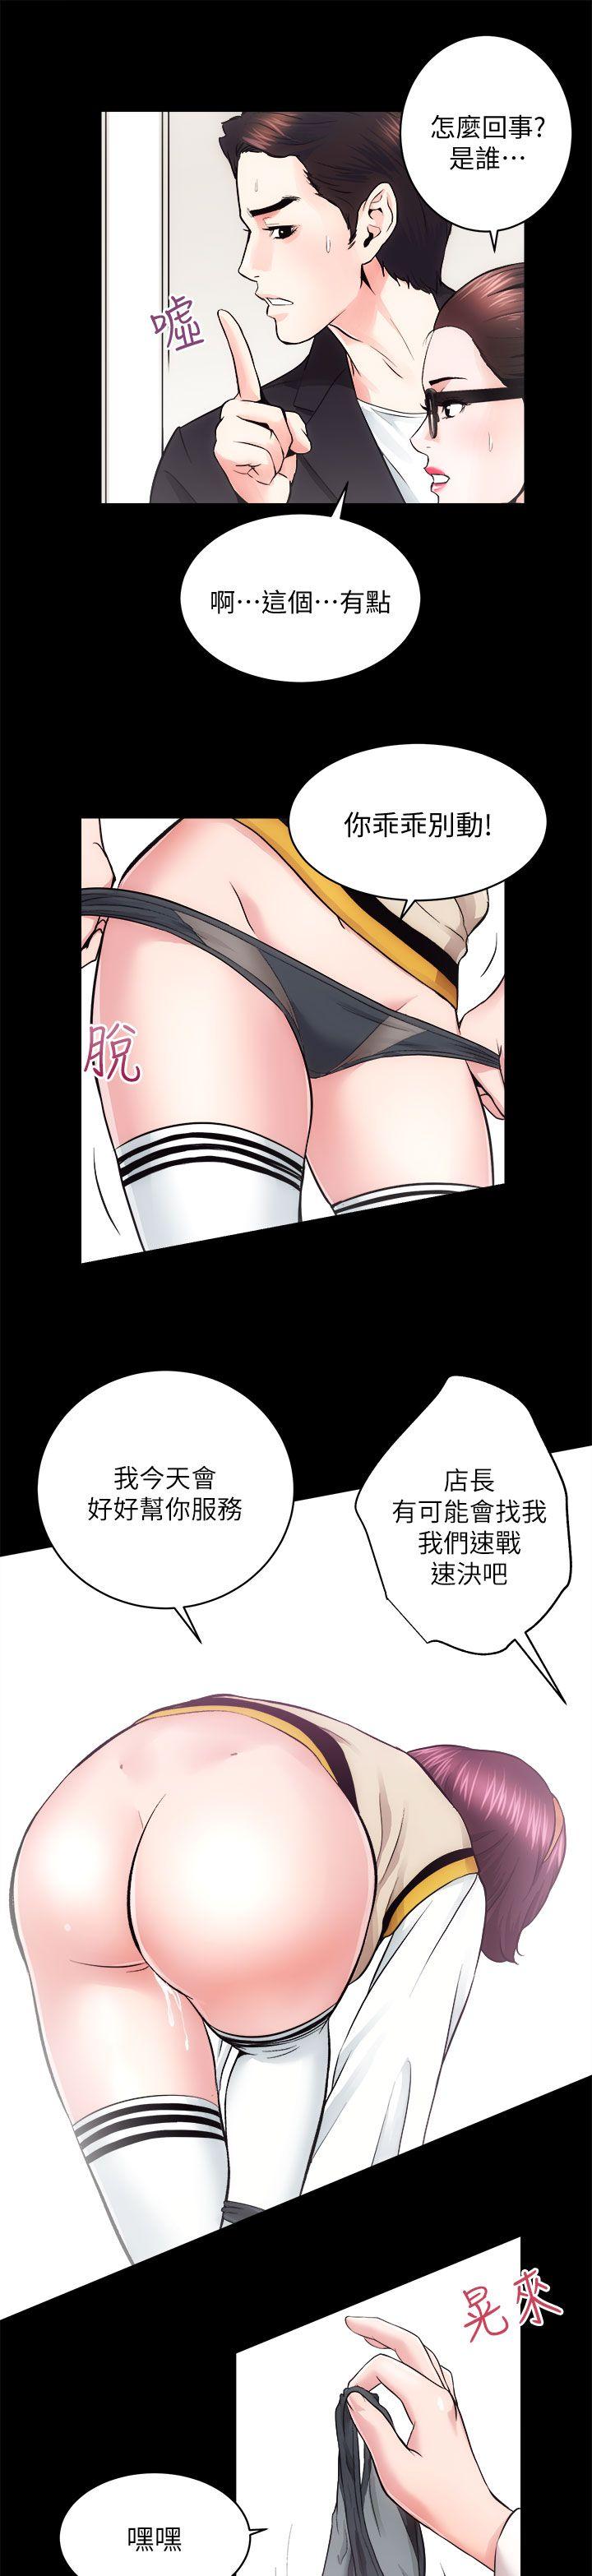 怎麼回事?
是誰⋯
噓
啊⋯這個⋯有點
你乖乖別動!
脫
我今天會
好好幫你服務
店長
有可能會找我
我們速戰
速決吧
晃來
嘿嘿